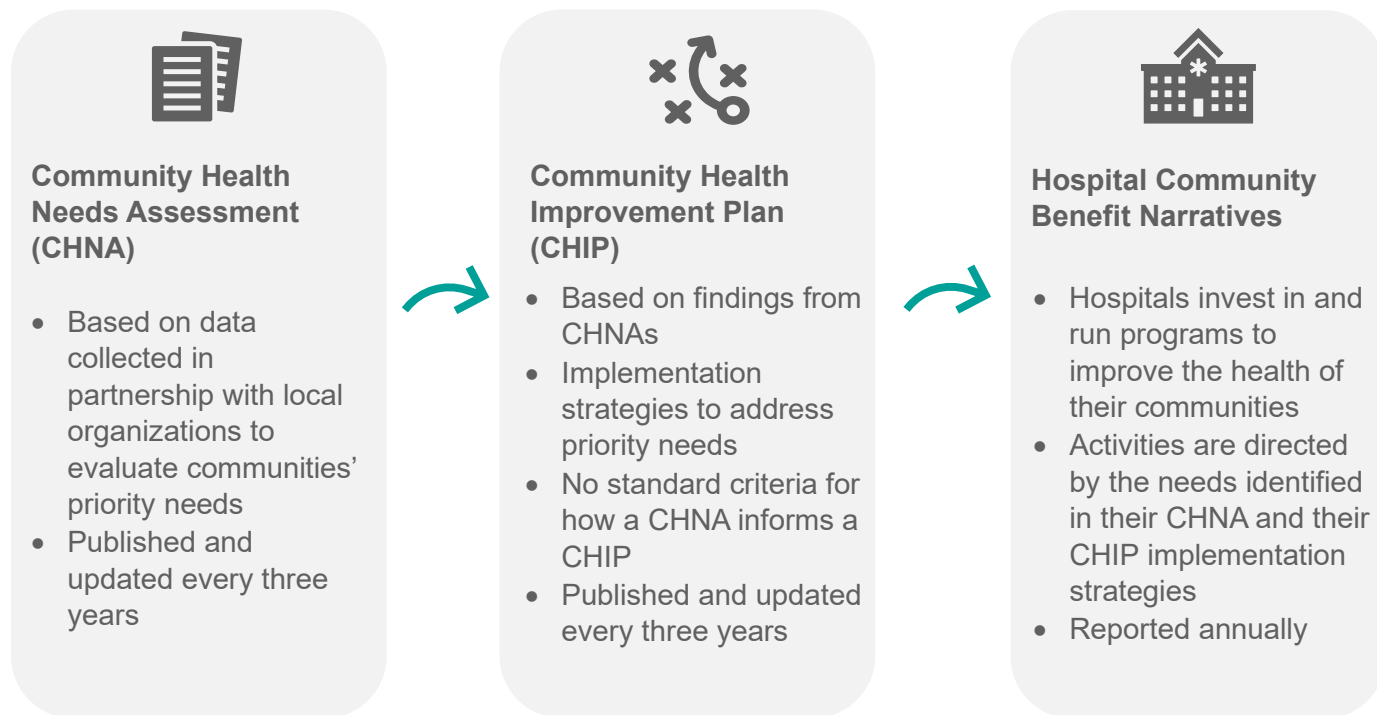 Community Health
Needs Assessment
(CHNA)
• Based on data
collected in
partnership with local
organizations to
evaluate communities’
priority needs
• Published and
updated every three
years
Community Health
Improvement Plan
(CHIP)
• Based on findings from
CHNAs
• Implementation
strategies to address
priority needs
• No standard criteria for
how a CHNA informs a
CHIP
• Published and updated
every three years
Hospital Community
Benefit Narratives
• Hospitals invest in and
run programs to
improve the health of
their communities
• Activities are directed
by the needs identified
in their CHNA and their
CHIP implementation
strategies
• Reported annually